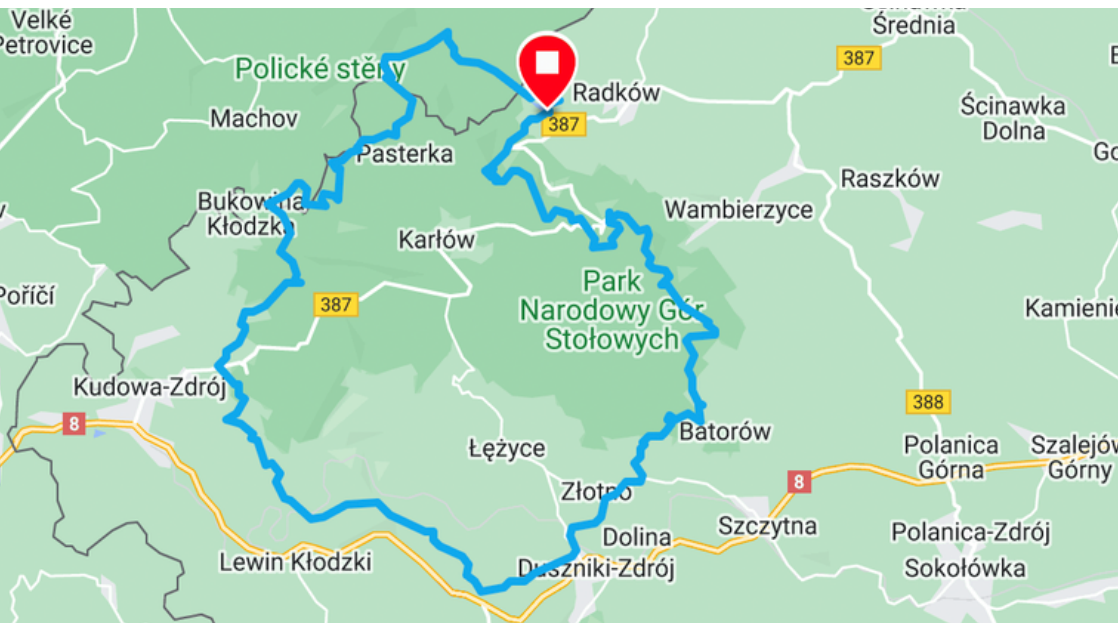 Velké
Petrovice
Średnia
387
Polické stěny
Radków
Ścinawka
Dolna
Machov
387
Pasterka
Raszków
Bukowina
Kłodzka
Wambierzyce
Karłów
Park
Narodowy Gór
Stołowych
Poříčí
387
Kamienie
Kudowa-Zdrój
388
8
Batorów
Łężyce
Polanica
Górna
Szalejów
Górny
8
Złotno
Szczytna
Dolina
Polanica-Zdrój
Lewin Kłodzki
Duszniki-Zdrój
Sokołówka